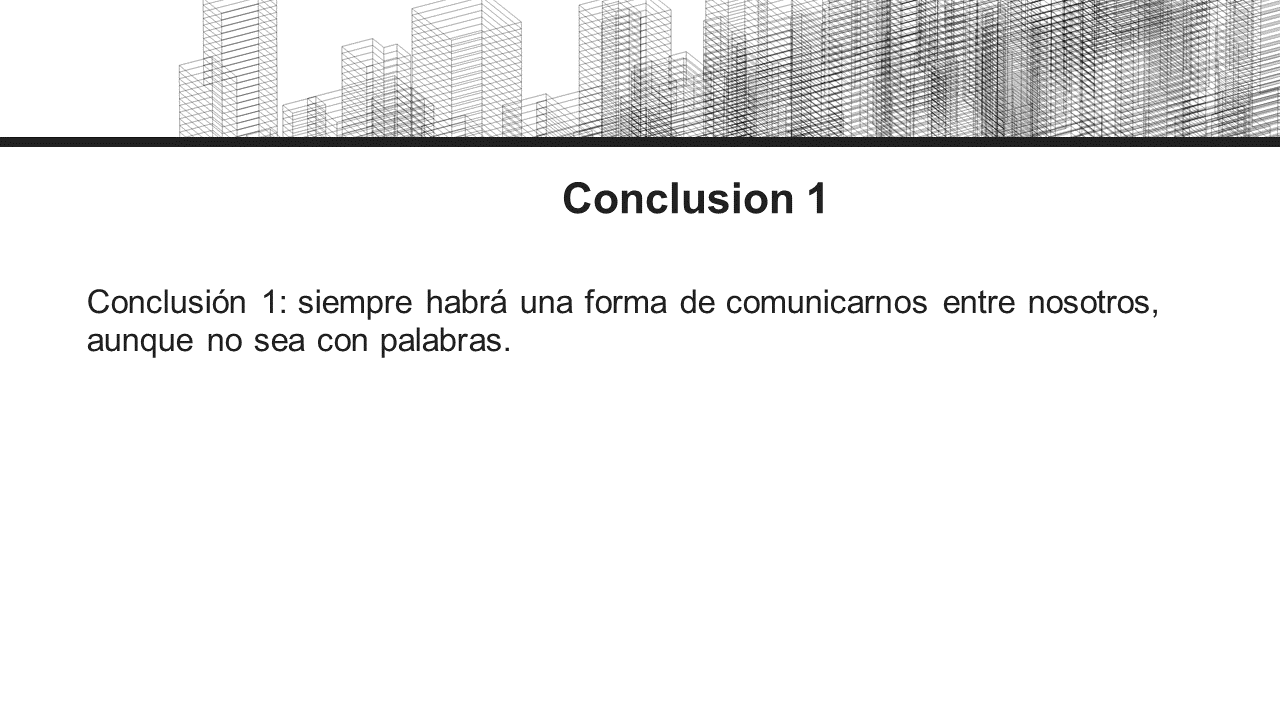 Conclusion 1
Conclusión 1: siempre habrá una forma de comunicarnos entre nosotros,
aunque no sea con palabras.